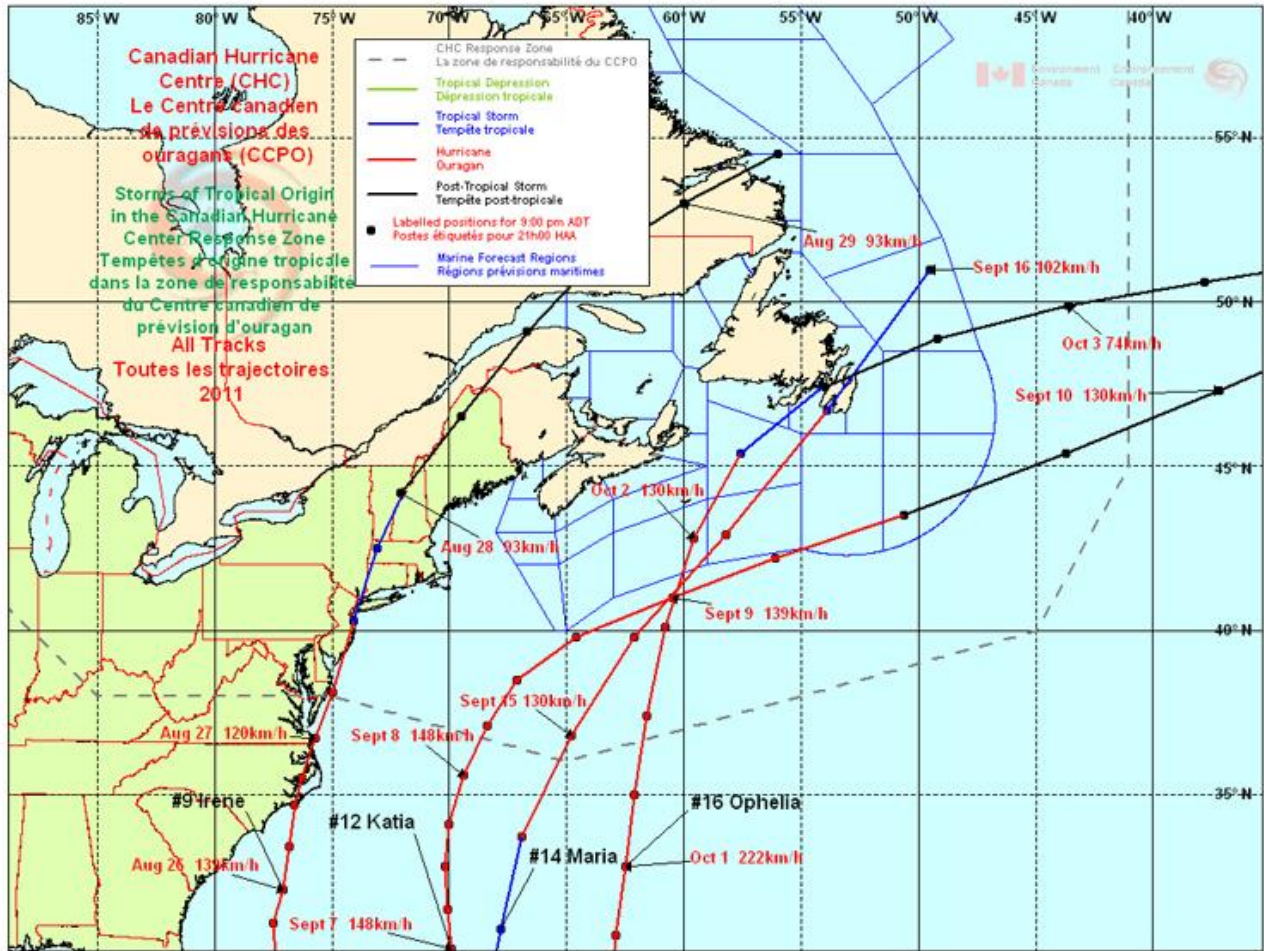 85° W 80° W 75° W 70° W 65° W 60° W 55° W 50° W 45° W 40° W
Canadian Hurricane
Centre (CHC)
Le Centre canadien
de prévisions des
ouragans (CCPO)
Storms of Tropical Origin
in the Canadian Hurricane
Center Response Zone
Tempêtes d'origine tropicale
dans la zone de responsabilité
du Centre canadien de
prévision d'ouragan
All Tracks
Toutes les trajectoires
2011
CHC Response Zone
La zone de responsabilité du CCPO
Tropical Depression
Dépression tropicale
Tropical Storm
Tempête tropicale
Hurricane
Ouragan
Post-Tropical Storm
Tempête post-tropicale
Labelled positions for 9:00 pm ADT
Postes étiquetés pour 21h00 HAA
Marine Forecast Regions
Régions prévisions maritimes
Environment Environnement
Canada Canada
55° N
Aug 29 93km/h
Sept 16 102km/h
50° N
Oct 3 74km/h
Sept 10 130km/h
45° N
Oct 2 130km/h
Aug 28 93km/h
Sept 9 139km/h
40° N
Sept 15 130km/h
Aug 27 120km/h
Sept 8 148km/h
35° N
#9 Irene
#16 Ophelia
#12 Katia
#14 Maria
Oct 1 222km/h
Aug 26 139km/h
Sept 7 148km/h